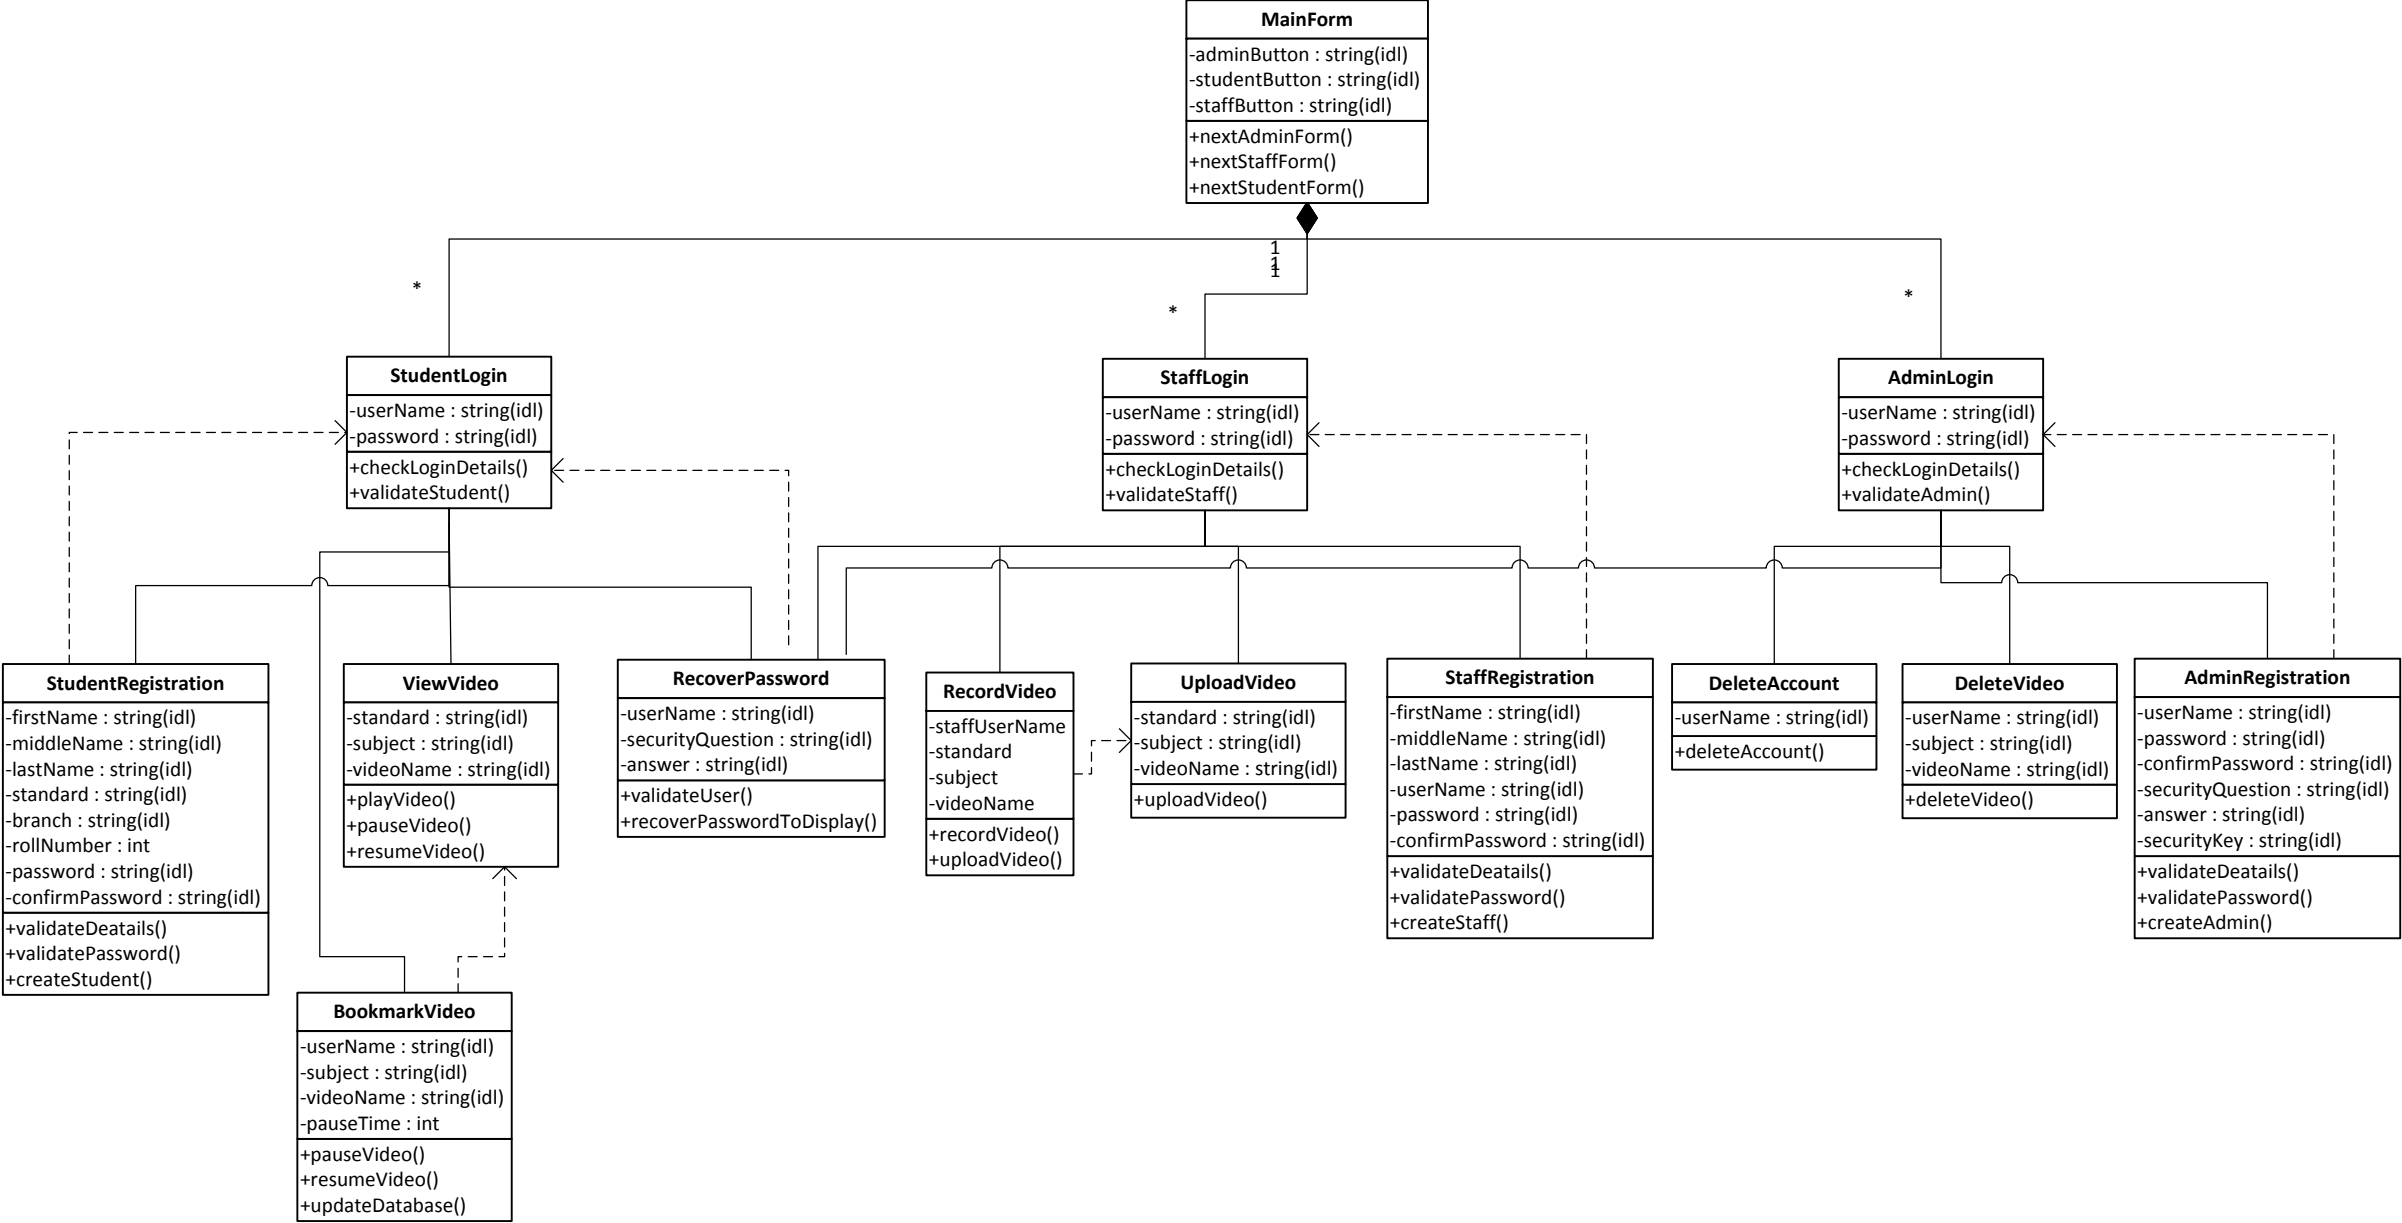 MainForm
-adminButton : string(idl)
-studentButton : string(idl)
-staffButton : string(idl)
+nextAdminForm()
+nextStaffForm()
+nextStudentForm()
1
1
1
*
*
*
StudentLogin
-userName : string(idl)
-password : string(idl)
+checkLoginDetails()
+validateStudent()
StaffLogin
-userName : string(idl)
-password : string(idl)
+checkLoginDetails()
+validateStaff()
AdminLogin
-userName : string(idl)
-password : string(idl)
+checkLoginDetails()
+validateAdmin()
StudentRegistration
-firstName : string(idl)
-middleName : string(idl)
-lastName : string(idl)
-standard : string(idl)
-branch : string(idl)
-rollNumber : int
-password : string(idl)
-confirmPassword : string(idl)
+validateDeatails()
+validatePassword()
+createStudent()
ViewVideo
-standard : string(idl)
-subject : string(idl)
-videoName : string(idl)
+playVideo()
+pauseVideo()
+resumeVideo()
RecoverPassword
-userName : string(idl)
-securityQuestion : string(idl)
-answer : string(idl)
+validateUser()
+recoverPasswordToDisplay()
RecordVideo
-staffUserName
-standard
-subject
-videoName
+recordVideo()
+uploadVideo()
UploadVideo
-standard : string(idl)
-subject : string(idl)
-videoName : string(idl)
+uploadVideo()
StaffRegistration
-firstName : string(idl)
-middleName : string(idl)
-lastName : string(idl)
-userName : string(idl)
-password : string(idl)
-confirmPassword : string(idl)
+validateDeatails()
+validatePassword()
+createStaff()
DeleteAccount
-userName : string(idl)
+deleteAccount()
DeleteVideo
-userName : string(idl)
-subject : string(idl)
-videoName : string(idl)
+deleteVideo()
AdminRegistration
-userName : string(idl)
-password : string(idl)
-confirmPassword : string(idl)
-securityQuestion : string(idl)
-answer : string(idl)
-securityKey : string(idl)
+validateDeatails()
+validatePassword()
+createAdmin()
BookmarkVideo
-userName : string(idl)
-subject : string(idl)
-videoName : string(idl)
-pauseTime : int
+pauseVideo()
+resumeVideo()
+updateDatabase()